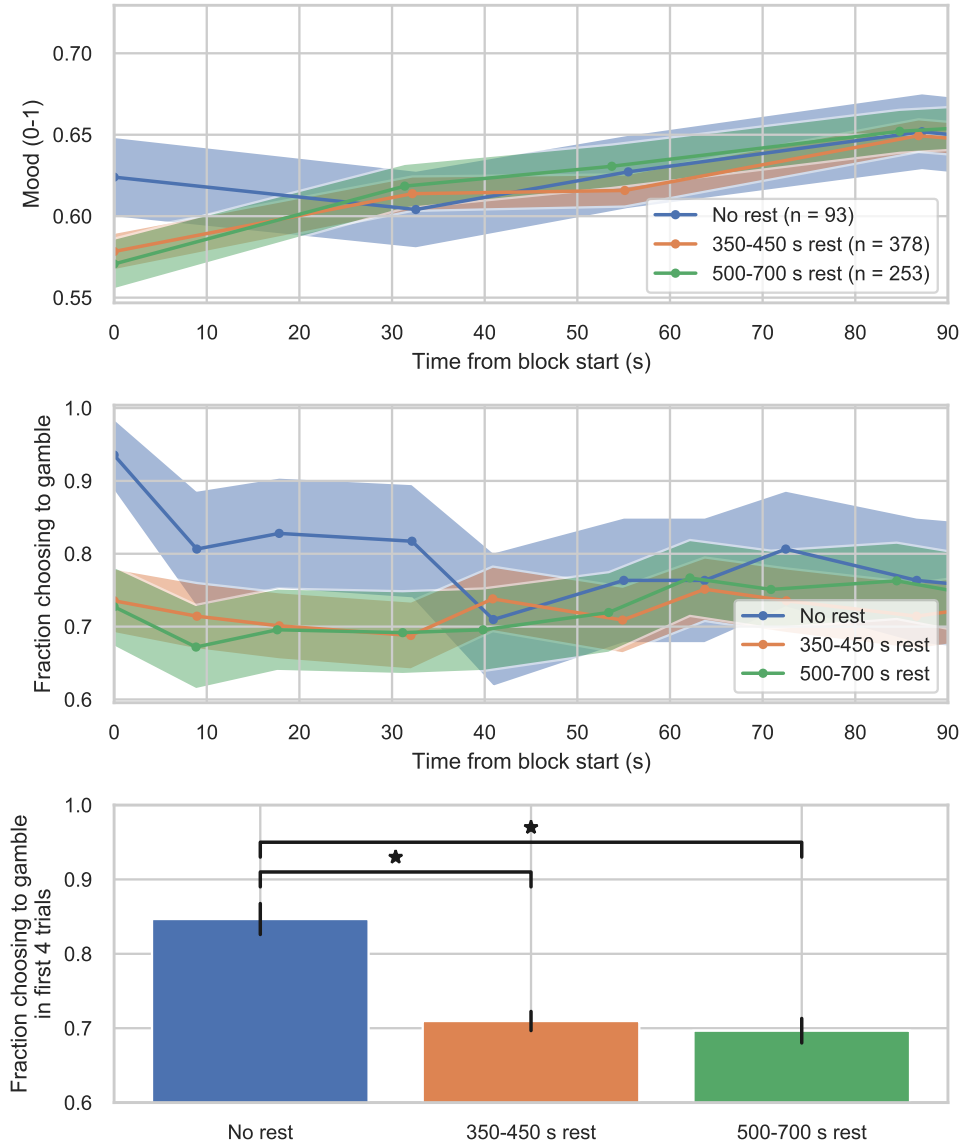 0.70
0.65
0.60
0.55
Mood (0-1)
No rest (n = 93)
350-450 s rest (n = 378)
500-700 s rest (n = 253)
0 10 20 30 40 50 60 70 80 90
Time from block start (s)
1.0
0.9
0.8
0.7
0.6
Fraction choosing to gamble
No rest
350-450 s rest
500-700 s rest
0 10 20 30 40 50 60 70 80 90
Time from block start (s)
1.0
0.9
0.8
0.7
0.6
Fraction choosing to gamble
in first 4 trials
No rest 350-450 s rest 500-700 s rest